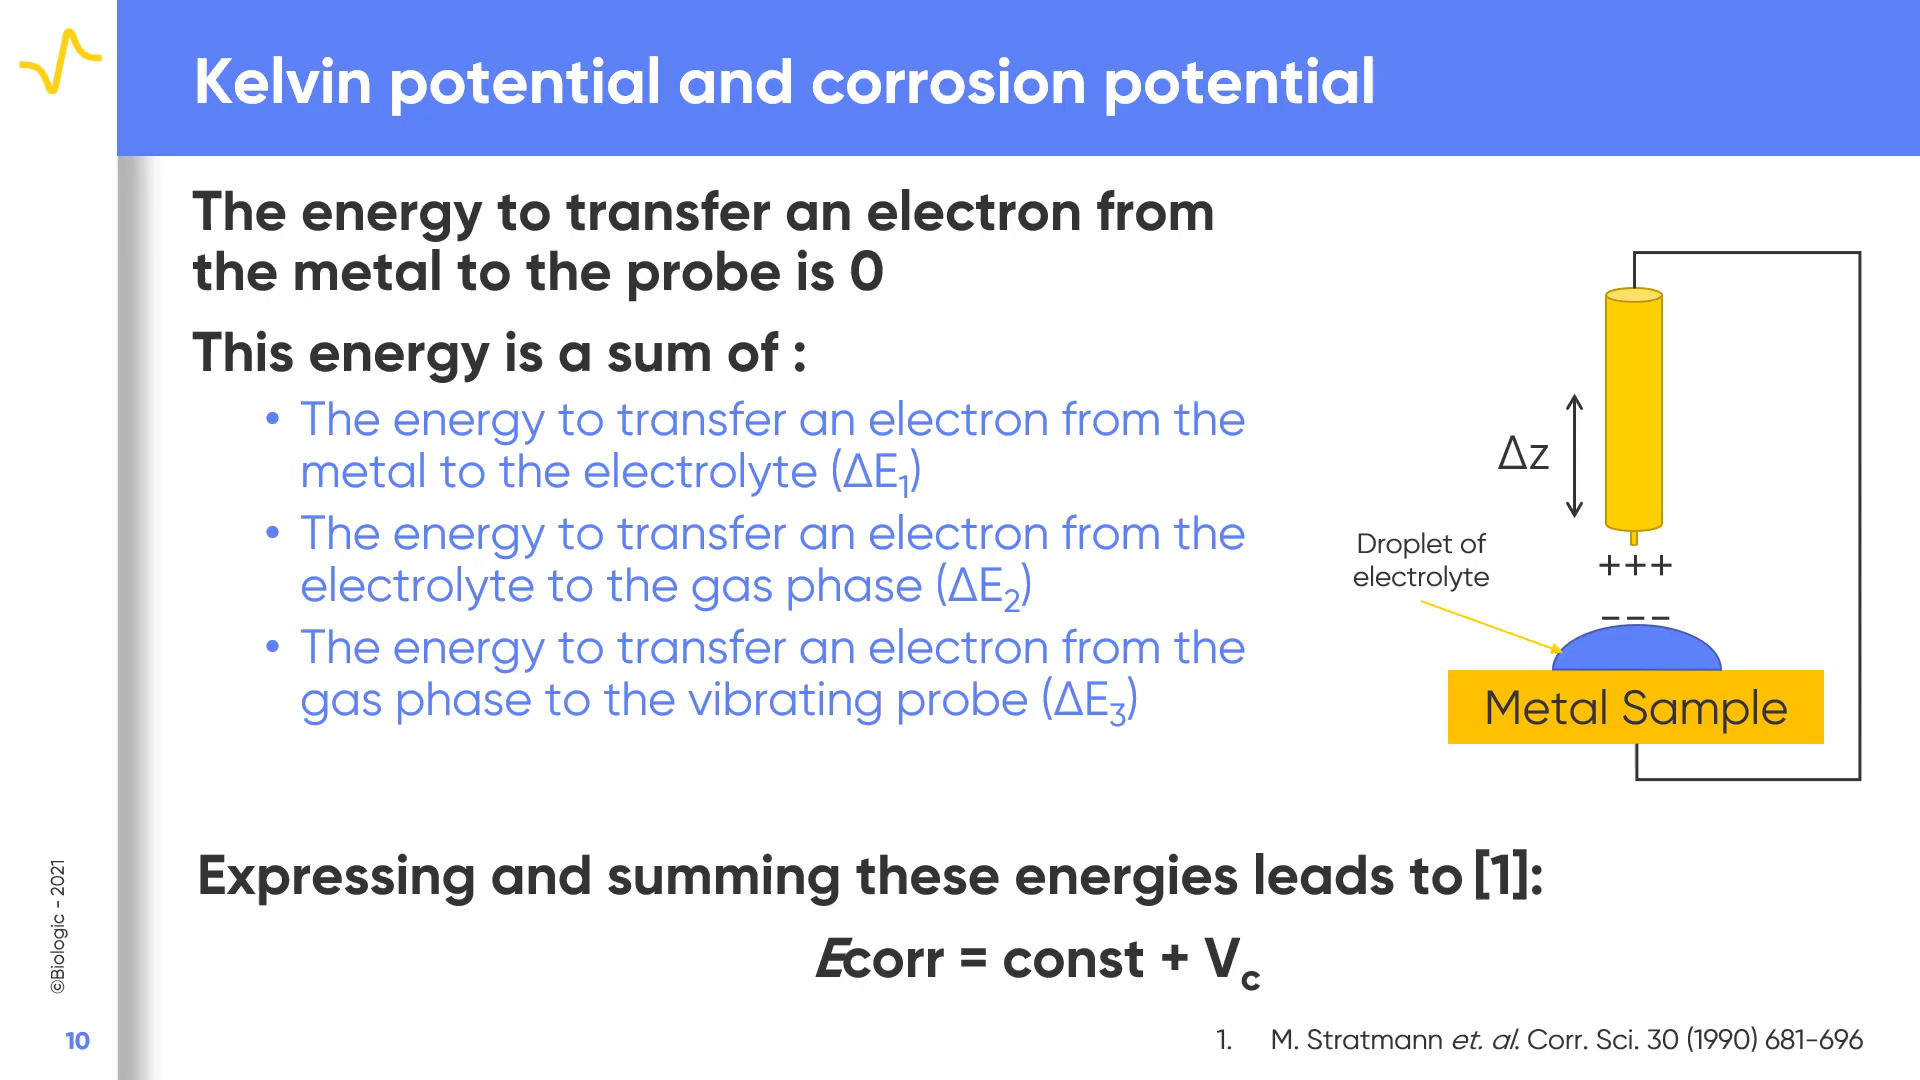 Kelvin potential and corrosion potential
The energy to transfer an electron from
the metal to the probe is 0
This energy is a sum of :
• The energy to transfer an electron from the
metal to the electrolyte (ΔE₁)
• The energy to transfer an electron from the
electrolyte to the gas phase (ΔE₂)
• The energy to transfer an electron from the
gas phase to the vibrating probe (ΔE₃)
Δz
Droplet of
electrolyte
+++
−−−
Metal Sample
Expressing and summing these energies leads to [1]:
Ecorr = const + V꜀
1. M. Stratmann et. al. Corr. Sci. 30 (1990) 681-696
©Biologic - 2021
10